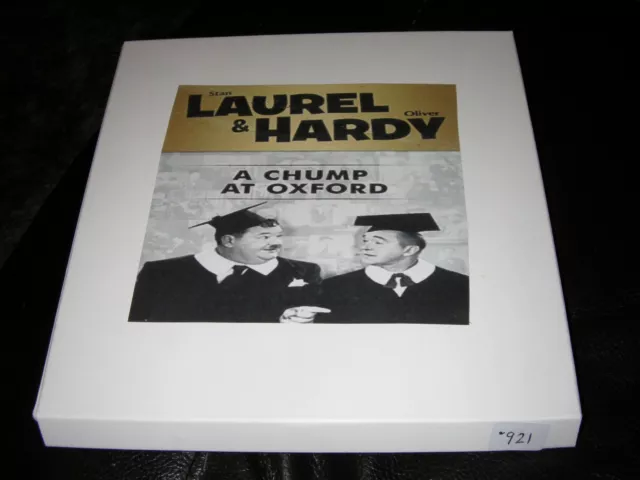 Stan
LAUREL
Oliver
& HARDY
A CHUMP
AT OXFORD
*921